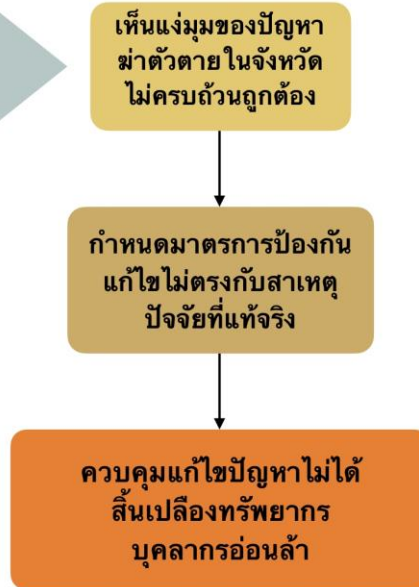 เห็นแง่มุมของปัญหา
ฆ่าตัวตายในจังหวัด
ไม่ครบถ้วนถูกต้อง
กำหนดมาตรการป้องกัน
แก้ไขไม่ตรงกับสาเหตุ
ปัจจัยที่แท้จริง
ควบคุมแก้ไขปัญหาไม่ได้
สิ้นเปลืองทรัพยากร
บุคลากรอ่อนล้า